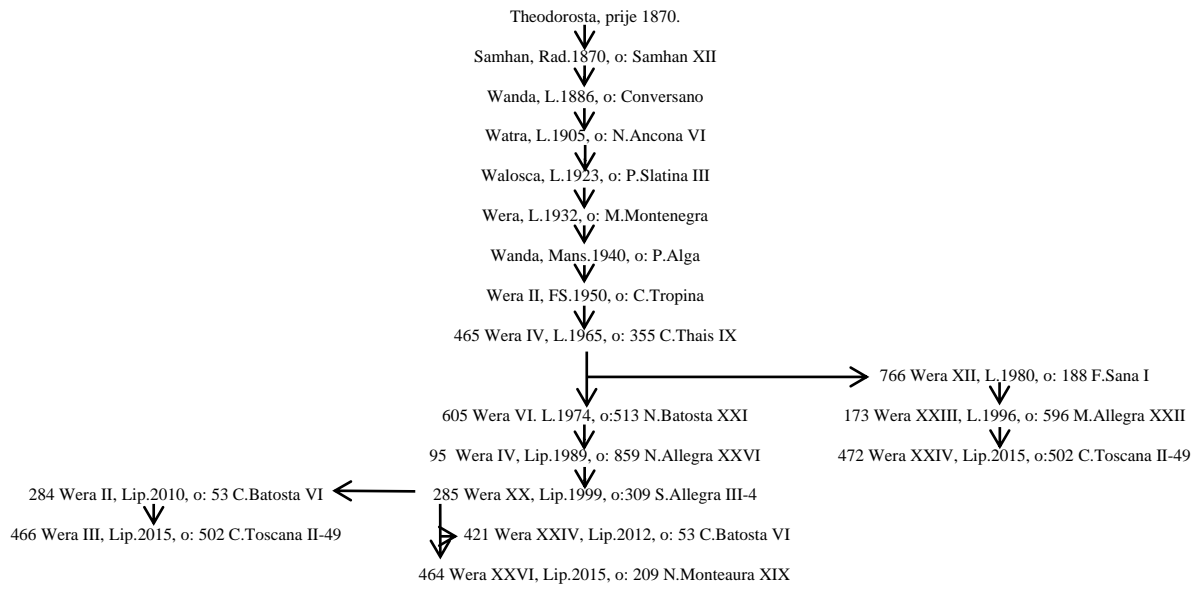 Theodorosta, prije 1870.
Samhan, Rad.1870, o: Samhan XII
Wanda, L.1886, o: Conversano
Watra, L.1905, o: N.Ancona VI
Walosca, L.1923, o: P.Slatina III
Wera, L.1932, o: M.Montenegra
Wanda, Mans.1940, o: P.Alga
Wera II, FS.1950, o: C.Tropina
465 Wera IV, L.1965, o: 355 C.Thais IX
766 Wera XII, L.1980, o: 188 F.Sana I
605 Wera VI. L.1974, o:513 N.Batosta XXI
173 Wera XXIII, L.1996, o: 596 M.Allegra XXII
95 Wera IV, Lip.1989, o: 859 N.Allegra XXVI
472 Wera XXIV, Lip.2015, o:502 C.Toscana II-49
284 Wera II, Lip.2010, o: 53 C.Batosta VI
285 Wera XX, Lip.1999, o:309 S.Allegra III-4
466 Wera III, Lip.2015, o: 502 C.Toscana II-49
421 Wera XXIV, Lip.2012, o: 53 C.Batosta VI
464 Wera XXVI, Lip.2015, o: 209 N.Monteaura XIX